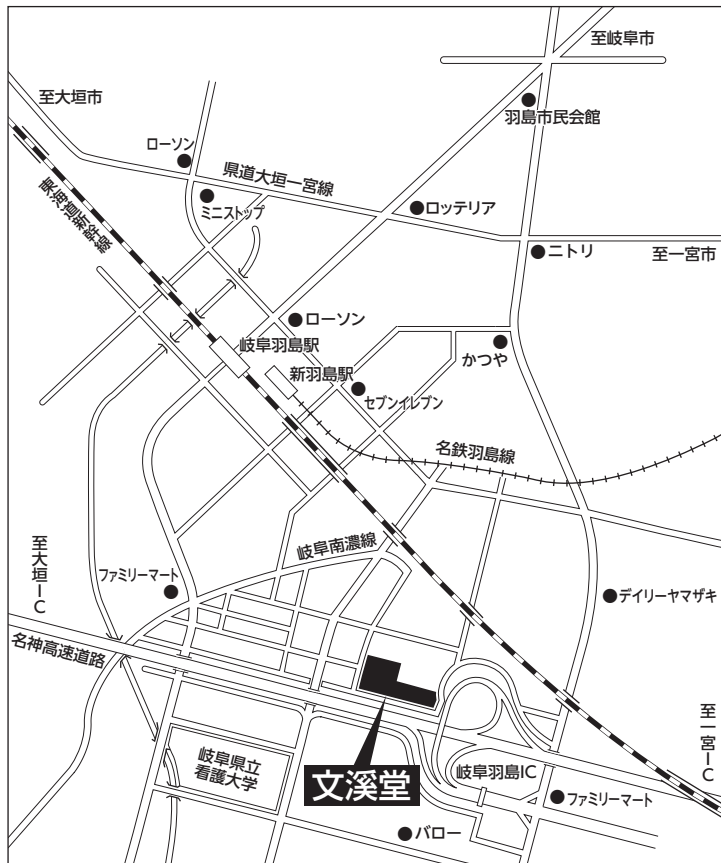 至岐阜市
至大垣市
羽島市民会館
ローソン
県道大垣一宮線
ミニストップ
ロッテリア
東海道新幹線
ニトリ
至一宮市
ローソン
岐阜羽島駅
かつや
新羽島駅
セブンイレブン
名鉄羽島線
岐阜南濃線
至大垣IC
ファミリーマート
デイリーヤマザキ
名神高速道路
至一宮IC
岐阜県立
看護大学
岐阜羽島IC
文溪堂
ファミリーマート
バロー